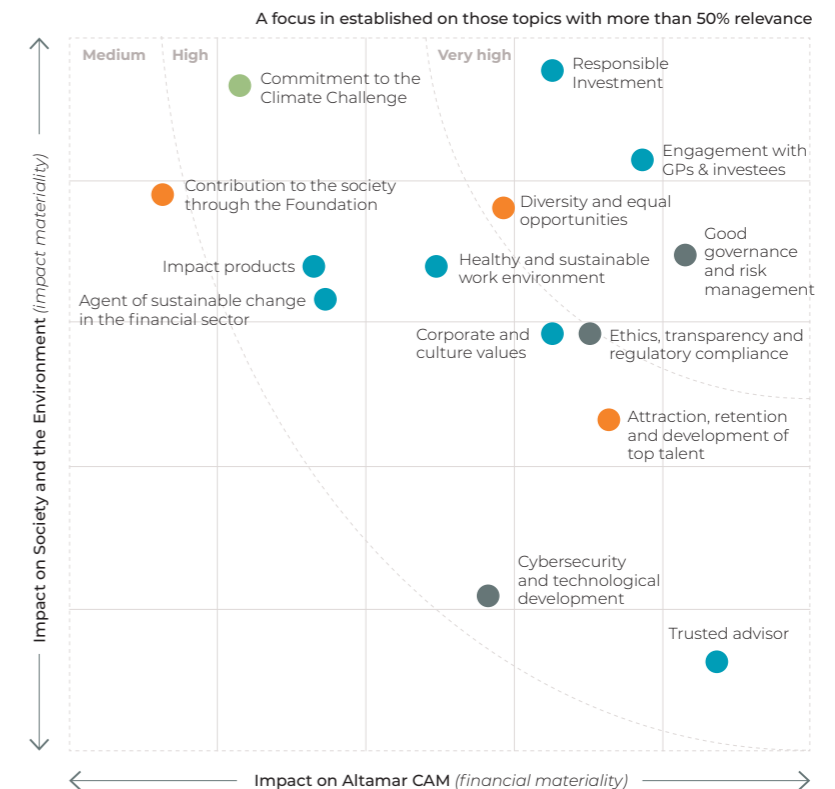 A focus in established on those topics with more than 50% relevance
Medium
High
Very high
Commitment to the
Climate Challenge
Responsible
Investment
Engagement with
GPs & investees
Contribution to the society
through the Foundation
Diversity and equal
opportunities
Good
governance
and risk
management
Impact products
Healthy and sustainable
work environment
Agent of sustainable change
in the financial sector
Corporate and
culture values
Ethics, transparency and
regulatory compliance
Attraction, retention
and development of
top talent
Cybersecurity
and technological
development
Trusted advisor
Impact on Society and the Environment (impact materiality)
Impact on Altamar CAM (financial materiality)